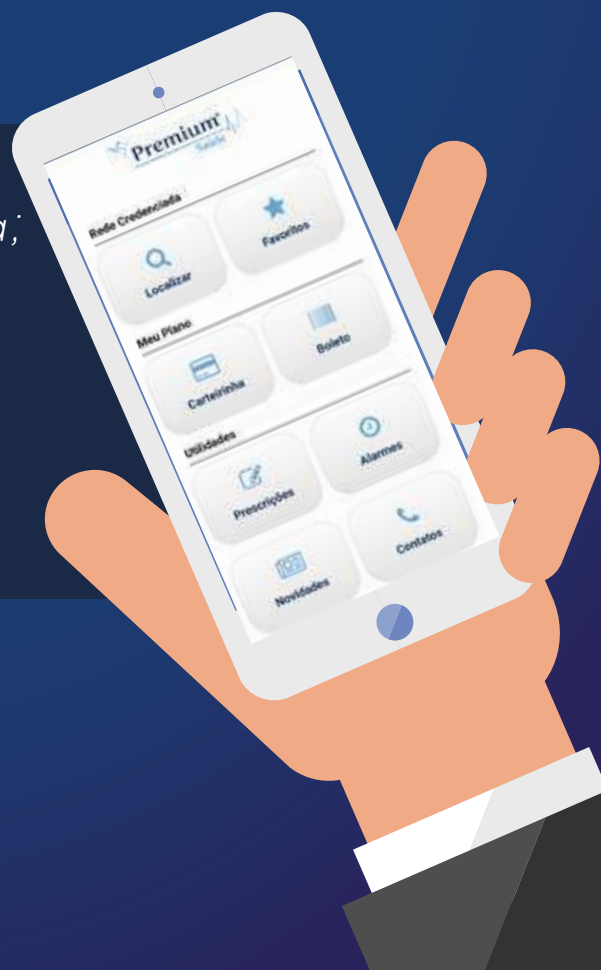 a;
Premium
Saúde
Rede Credenciada
Localizar
Favoritos
Meu Plano
Carteirinha
Boleto
Utilidades
Prescrições
Alarmes
Novidades
Contatos